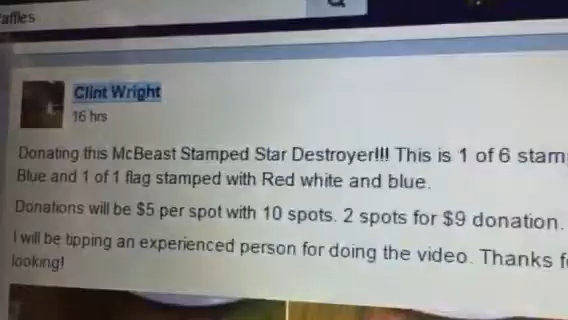 affles
Clint Wright
16 hrs
Donating this McBeast Stamped Star Destroyer!!! This is 1 of 6 stam
Blue and 1 of 1 flag stamped with Red white and blue.
Donations will be $5 per spot with 10 spots. 2 spots for $9 donation.
I will be tipping an experienced person for doing the video. Thanks f
looking!